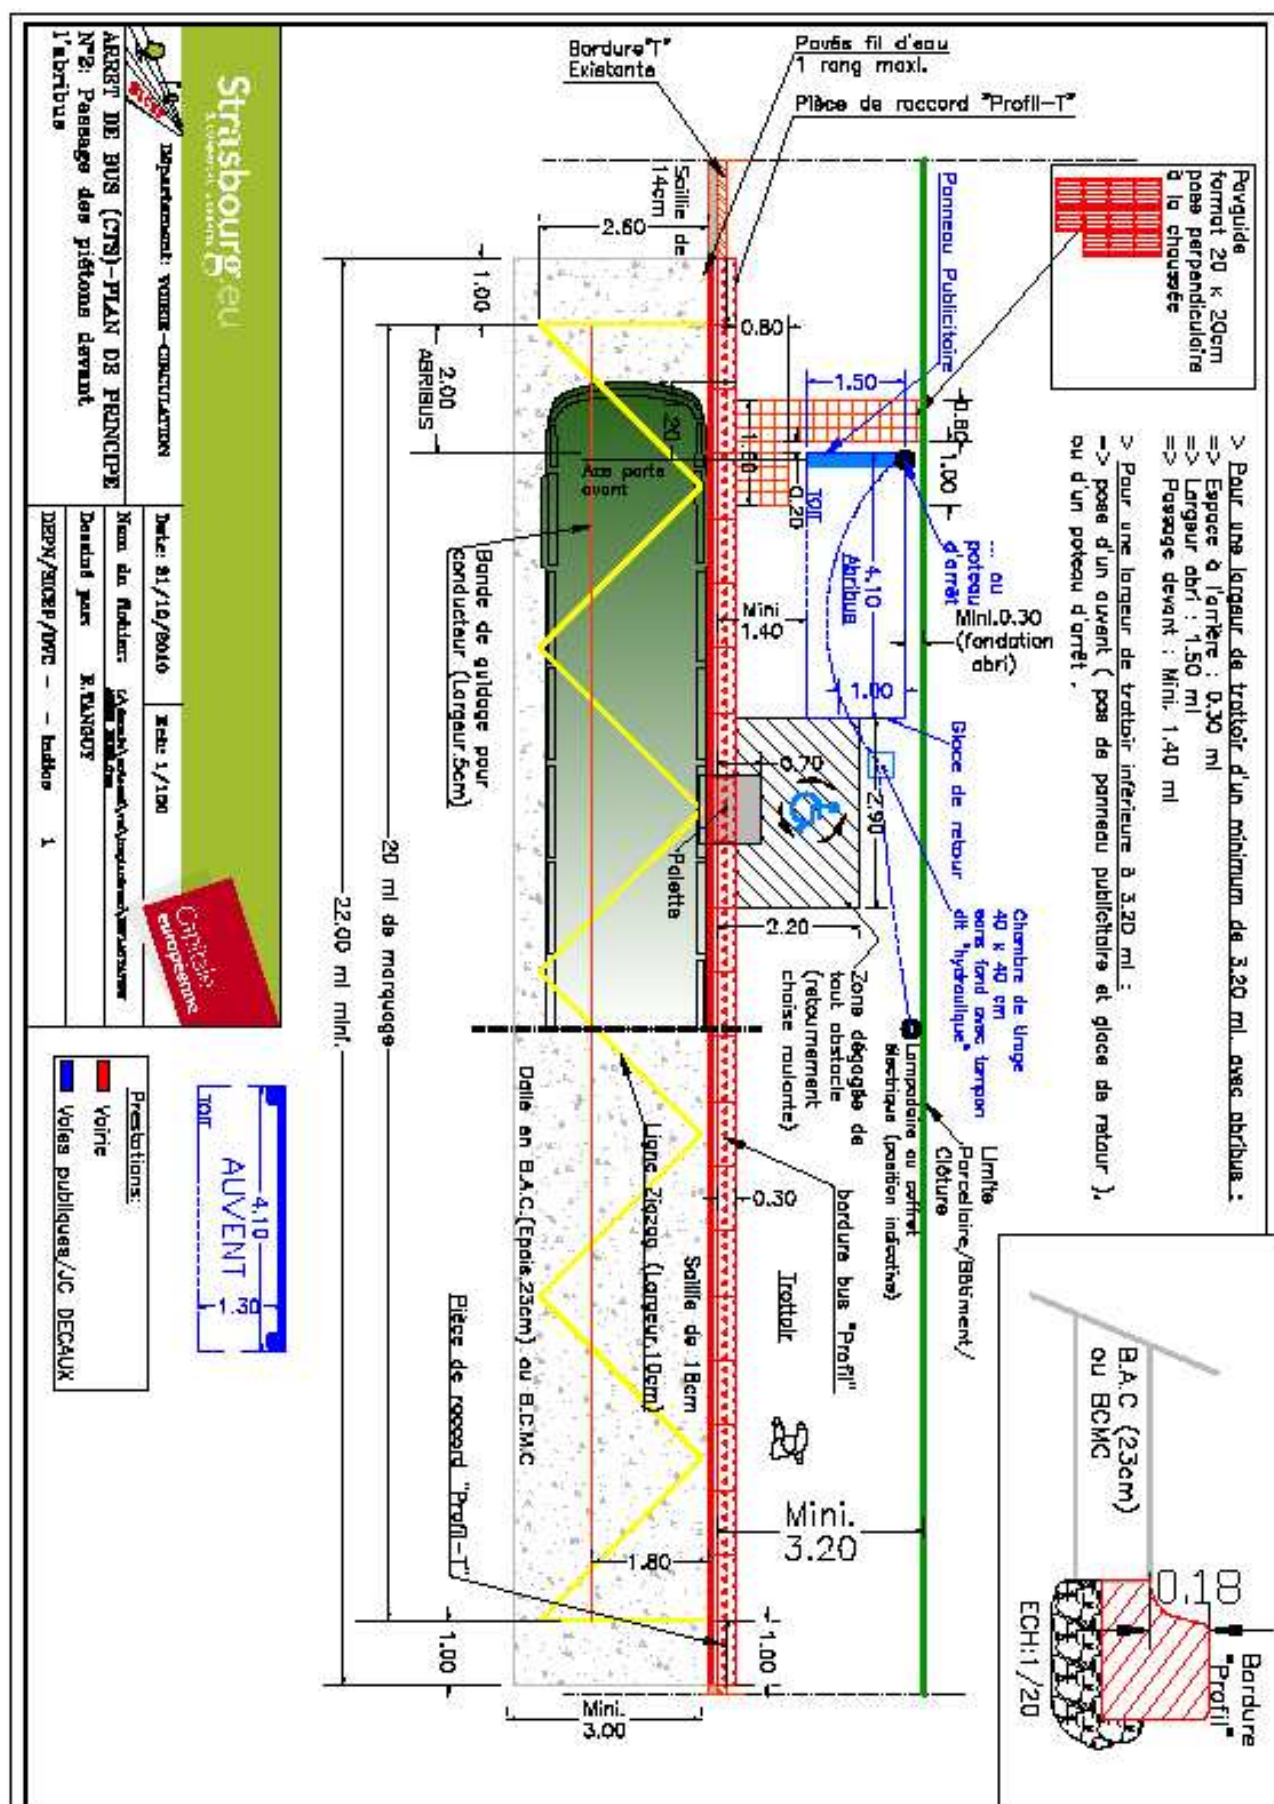 Bordure"T"
Existante
Pavés fil d'eau
1 rang maxi.
Pièce de raccord "Profil-T"
Pavguide
format 20 x 20cm
pose perpendiculaire
à la chaussée
> Pour une largeur de trottoir d'un minimum de 3.20 ml. avec abribus :
=> Espace à l'arrière : 0.30 ml
=> Largeur abri : 1.50 ml
=> Passage devant : Mini. 1.40 ml
> Pour une largeur de trottoir inférieure à 3.20 ml :
=> pose d'un auvent ( pas de panneau publicitaire et glace de retour ),
ou d'un poteau d'arrêt .
B.A.C (23cm)
ou BCMC
0.18
Bordure
"Profil"
ECH:1/20
Panneau Publicitaire
Saillie de
14cm
2.60
1.00
0.80
1.50
0.80
1.00
2.00
ABRIBUS
.20
0.20
Axe porte
avant
TOIT
4.10
Abribus
... ou
poteau
d'arrêt
Mini.0.30
(fondation
abri)
Mini
1.40
1.00
Glace de retour
0.70
2.90
2.20
Palette
Bande de guidage pour
conducteur (Largeur.5cm)
Chambre de tirage
40 x 40 cm
sans fond avec tampon
dit "hydraulique"
Zone dégagée de
tout obstacle
(retournement
chaise roulante)
Lampadaire ou coffret
électrique (position indicative)
Limite
Parcellaire/Bâtiment/
Clôture
bordure bus "Profil"
0.30
Trottoir
Saillie de 18cm
Ligne Zigzag (Largeur.10cm)
Dalle en B.A.C.(Epais.23cm) ou B.C.M.C
Pièce de raccord "Profil-T"
Mini.
3.20
1.80
1.00
1.00
Mini.
3.00
20 ml de marquage
22.00 ml mini.
Strasbourg.eu
Capitale
européenne
Département: VOIRIE-CIRCULATION
ARRET DE BUS (CTS)-PLAN DE PRINCIPE
N°2: Passage des piétons devant
l'abribus
Ech: 1/100
Nom du fichier:
Dessiné par
1
TOIT
4.10
AUVENT
1.30
Prestations:
Voirie
Voies publiques/JC DECAUX